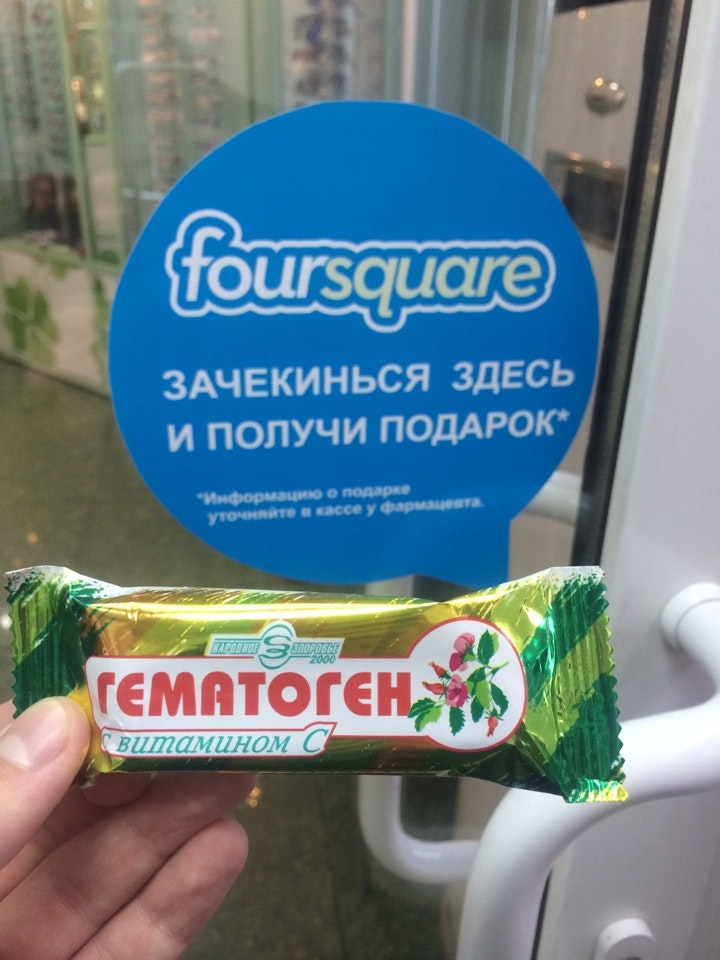 foursquare
ЗАЧЕКИНЬСЯ ЗДЕСЬ
И ПОЛУЧИ ПОДАРОК*
*Информацию о подарке
уточняйте в кассе у фармацевта.
НАРОДНОЕ ЗДОРОВЬЕ
2000
ГЕМАТОГЕН
с витамином С